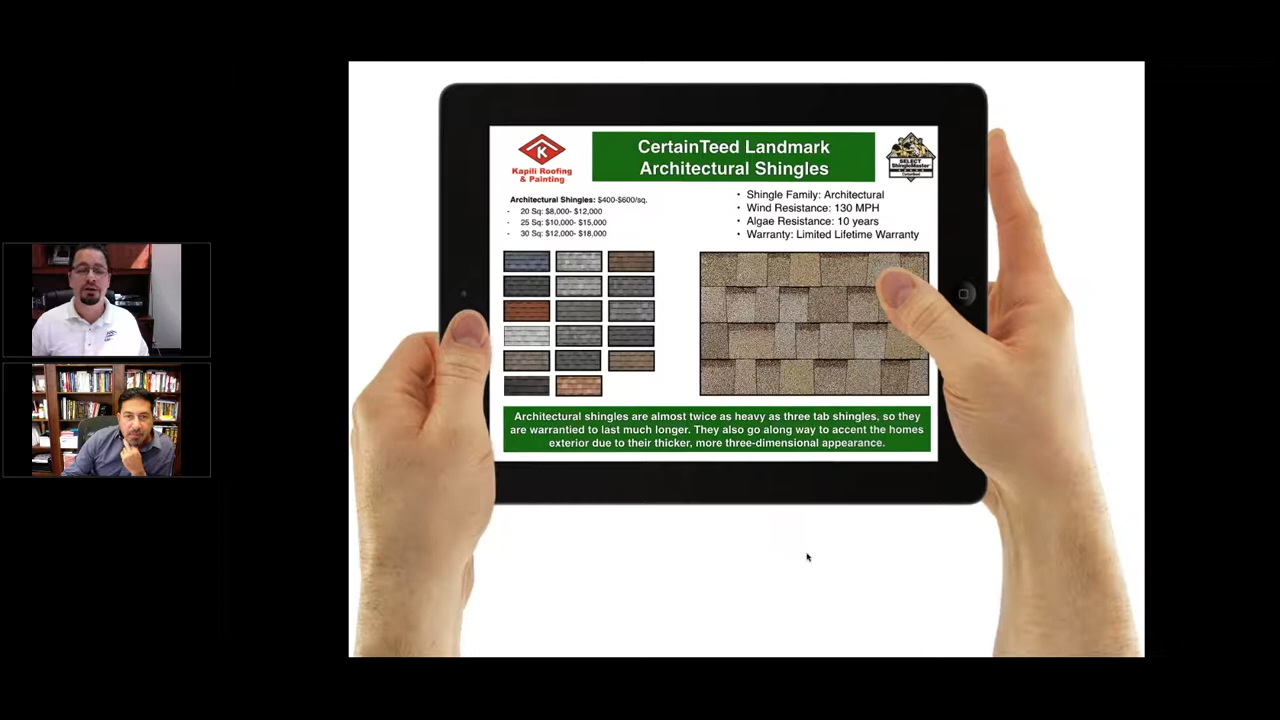 K
Kapili Roofing
& Painting
CertainTeed Landmark
Architectural Shingles
SELECT
ShingleMaster
Architectural Shingles: $400-$600/sq.
- 20 Sq: $8,000- $12,000
- 25 Sq: $10,000- $15,000
- 30 Sq: $12,000- $18,000
• Shingle Family: Architectural
• Wind Resistance: 130 MPH
• Algae Resistance: 10 years
• Warranty: Limited Lifetime Warranty
Architectural shingles are almost twice as heavy as three tab shingles, so they
are warrantied to last much longer. They also go along way to accent the homes
exterior due to their thicker, more three-dimensional appearance.